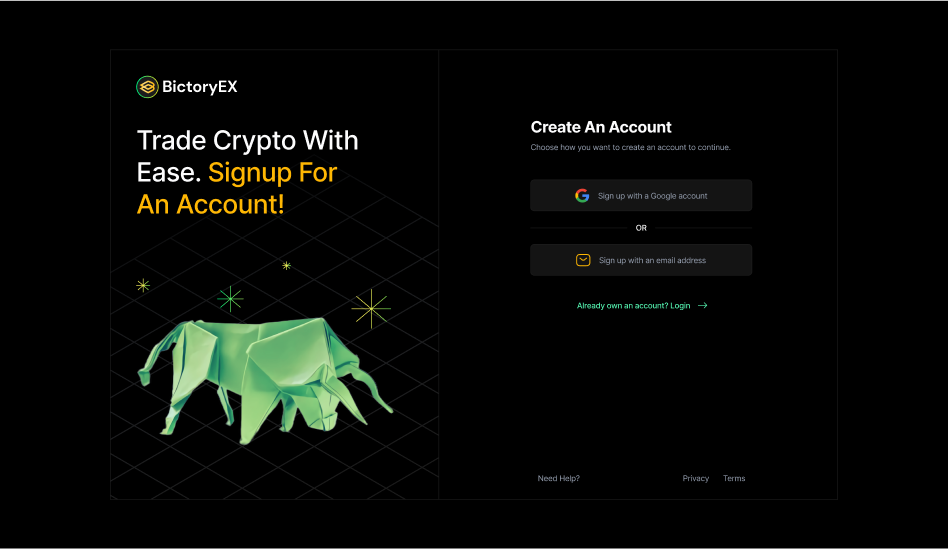 BictoryEX
Trade Crypto With
Ease. Signup For
An Account!
Create An Account
Choose how you want to create an account to continue.
Sign up with a Google account
OR
Sign up with an email address
Already own an account? Login
Need Help?
Privacy
Terms